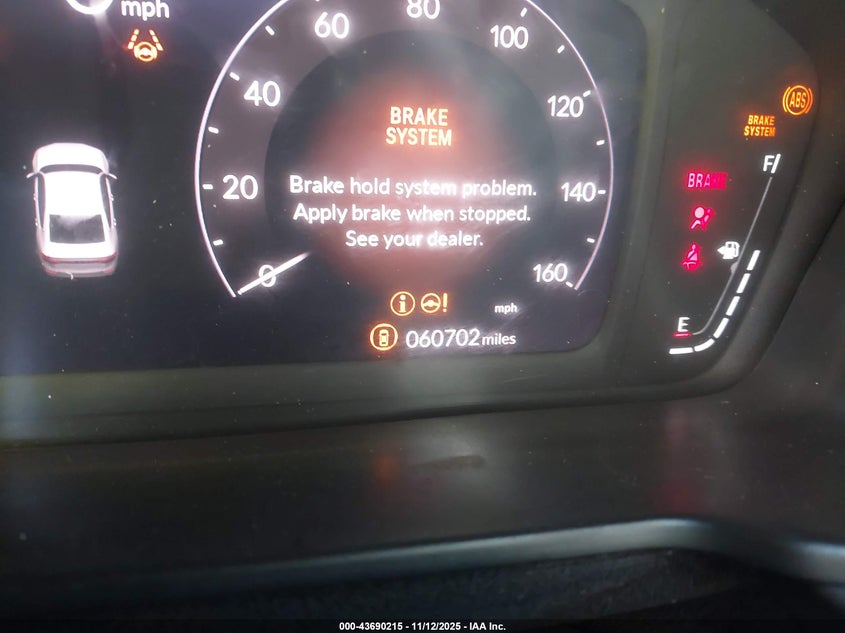 mph
60
80
100
40
120
20
140
0
160
BRAKE
SYSTEM
Brake hold system problem.
Apply brake when stopped.
See your dealer.
mph
060702 miles
ABS
BRAKE
SYSTEM
BRAKE
F
E
000-43690215 - 11/12/2025 - IAA Inc.